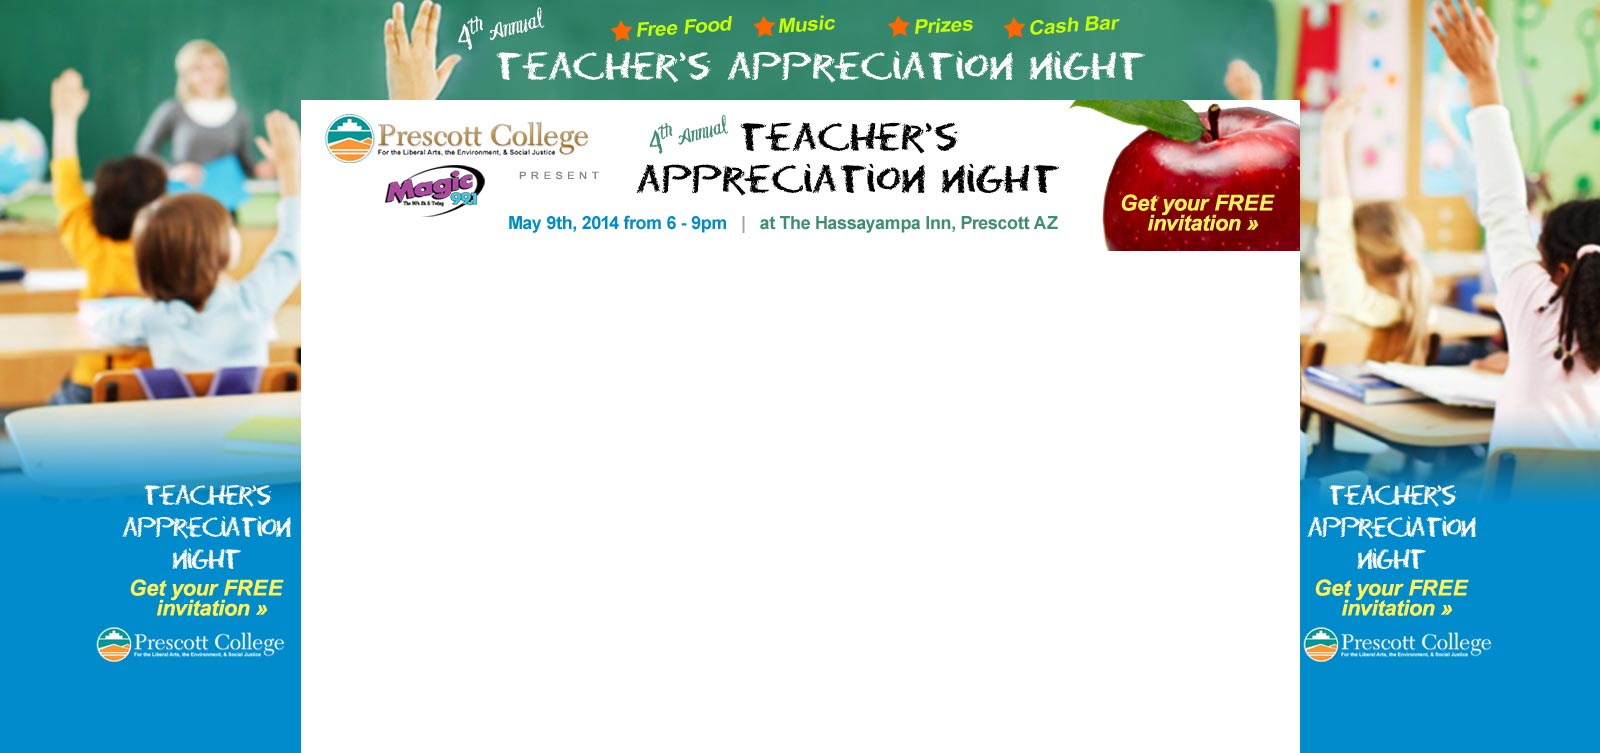 4th Annual
Free Food Music Prizes Cash Bar
TEACHER'S APPRECIATION NIGHT
Prescott College
For the Liberal Arts, the Environment, & Social Justice
Magic 99.1
The 80's 90's & Today
PRESENT
4th Annual TEACHER'S
APPRECIATION NIGHT
May 9th, 2014 from 6 - 9pm | at The Hassayampa Inn, Prescott AZ
Get your FREE
invitation »
TEACHER'S
APPRECIATION
NIGHT
Get your FREE
invitation »
Prescott College
For the Liberal Arts, the Environment, & Social Justice
TEACHER'S
APPRECIATION
NIGHT
Get your FREE
invitation »
Prescott College
For the Liberal Arts, the Environment, & Social Justice